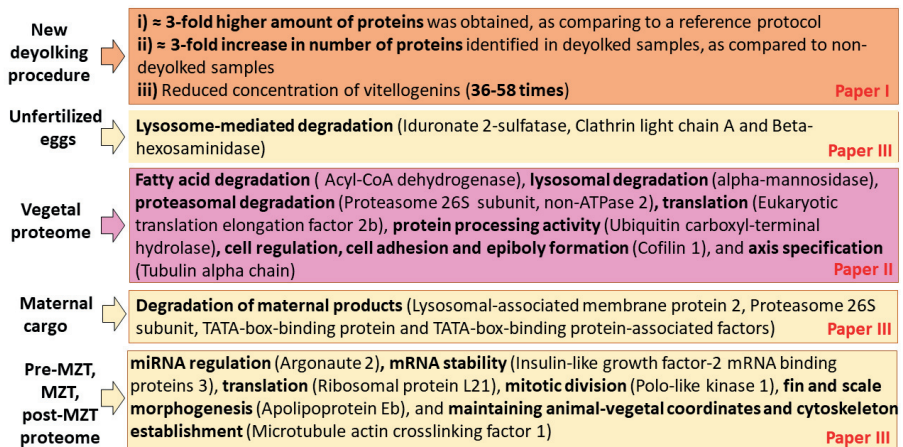 New
deyolking
procedure
i) ≈ 3-fold higher amount of proteins was obtained, as comparing to a reference protocol
ii) ≈ 3-fold increase in number of proteins identified in deyolked samples, as compared to non-
deyolked samples
iii) Reduced concentration of vitellogenins (36-58 times)
Paper I
Unfertilized
eggs
Lysosome-mediated degradation (Iduronate 2-sulfatase, Clathrin light chain A and Beta-
hexosaminidase)
Paper III
Vegetal
proteome
Fatty acid degradation ( Acyl-CoA dehydrogenase), lysosomal degradation (alpha-mannosidase),
proteasomal degradation (Proteasome 26S subunit, non-ATPase 2), translation (Eukaryotic
translation elongation factor 2b), protein processing activity (Ubiquitin carboxyl-terminal
hydrolase), cell regulation, cell adhesion and epiboly formation (Cofilin 1), and axis specification
(Tubulin alpha chain)
Paper II
Maternal
cargo
Degradation of maternal products (Lysosomal-associated membrane protein 2, Proteasome 26S
subunit, TATA-box-binding protein and TATA-box-binding protein-associated factors)
Paper III
Pre-MZT,
MZT,
post-MZT
proteome
miRNA regulation (Argonaute 2), mRNA stability (Insulin-like growth factor-2 mRNA binding
proteins 3), translation (Ribosomal protein L21), mitotic division (Polo-like kinase 1), fin and scale
morphogenesis (Apolipoprotein Eb), and maintaining animal-vegetal coordinates and cytoskeleton
establishment (Microtubule actin crosslinking factor 1)
Paper III